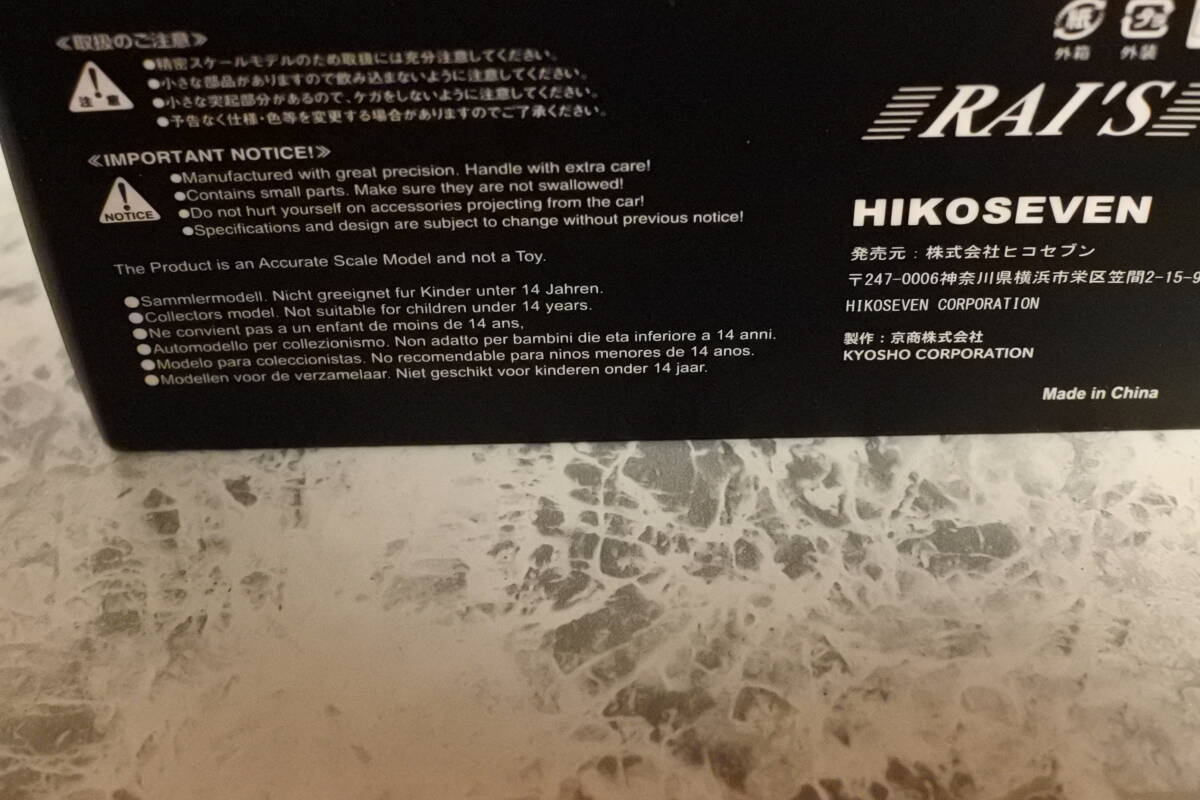 ≪取扱のご注意≫
注意
●精密スケールモデルのため取扱には充分注意してください。
●小さな部品がありますので飲み込まないように注意してください。
●小さな突起部分があるので、ケガをしないように注意してください。
●予告なく仕様・色等を変更する場合がありますのでご了承ください。
≪IMPORTANT NOTICE!≫
NOTICE
●Manufactured with great precision. Handle with extra care!
●Contains small parts. Make sure they are not swallowed!
●Do not hurt yourself on accessories projecting from the car!
●Specifications and design are subject to change without previous notice!
The Product is an Accurate Scale Model and not a Toy.
●Sammlermodell. Nicht greeignet fur Kinder unter 14 Jahren.
●Collectors model. Not suitable for children under 14 years.
●Ne convient pas a un enfant de moins de 14 ans,
●Automodello per collezionismo. Non adatto per bambini die eta inferiore a 14 anni.
●Modelo para coleccionistas. No recomendable para ninos menores de 14 anos.
●Modellen voor de verzamelaar. Niet geschikt voor kinderen onder 14 jaar.
紙
外箱
プラ
外装
RAI'S
HIKOSEVEN
発売元：株式会社ヒコセブン
〒247-0006神奈川県横浜市栄区笠間2-15-9
HIKOSEVEN CORPORATION
製作：京商株式会社
KYOSHO CORPORATION
Made in China